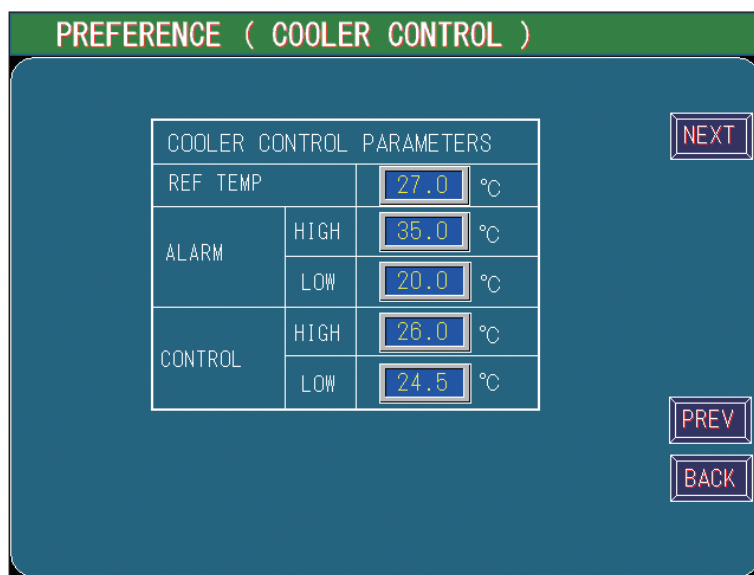 PREFERENCE ( COOLER CONTROL )
NEXT
COOLER CONTROL PARAMETERS
REF TEMP 27.0 °C
ALARM
HIGH 35.0 °C
LOW 20.0 °C
CONTROL
HIGH 26.0 °C
LOW 24.5 °C
PREV
BACK